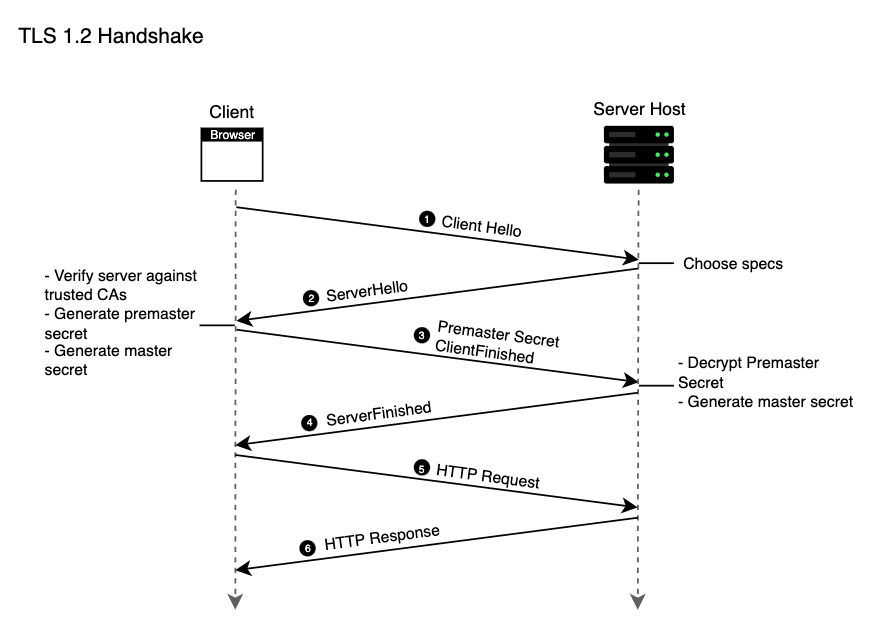 TLS 1.2 Handshake
Client
Browser
Server Host
1 Client Hello
Choose specs
2 ServerHello
- Verify server against
trusted CAs
- Generate premaster
secret
- Generate master
secret
3 Premaster Secret
ClientFinished
- Decrypt Premaster
Secret
- Generate master secret
4 ServerFinished
5 HTTP Request
6 HTTP Response